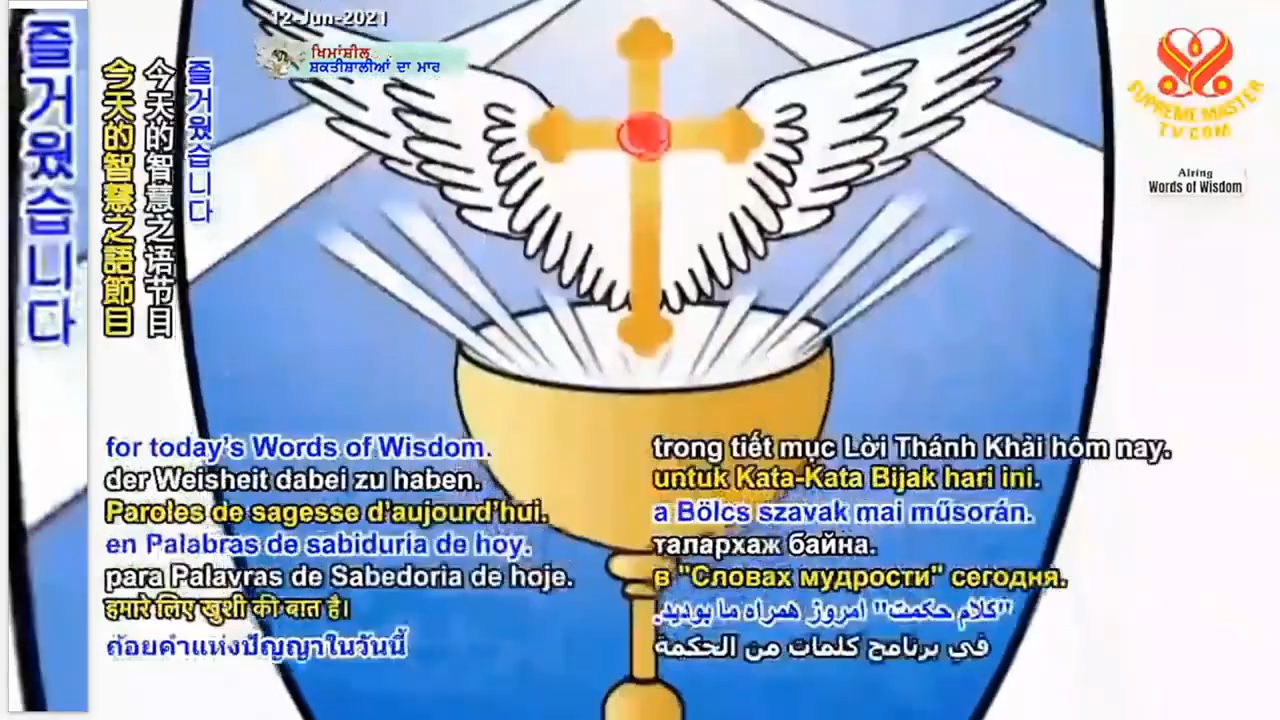 12-Jun-2021
ਖਿਮਾਂਸ਼ੀਲ
ਸ਼ਕਤੀਸ਼ਾਲੀਆਂ ਦਾ ਮਾਰ
SUPREME MASTER
TV.COM
Airing
Words of Wisdom
즐거웠습니다
今天的智慧之語節目
今天的智慧之语节目
즐거웠습니다
for today's Words of Wisdom.
der Weisheit dabei zu haben.
Paroles de sagesse d'aujourd'hui.
en Palabras de sabiduría de hoy.
para Palavras de Sabedoria de hoje.
हमारे लिए खुशी की बात है।
ถ้อยคำแห่งปัญญาในวันนี้
trong tiết mục Lời Thánh Khải hôm nay.
untuk Kata-Kata Bijak hari ini.
a Bölcs szavak mai műsorán.
талархаж байна.
в "Словах мудрости" сегодня.
"کلام حکمت" امروز همراه ما بودید.
في برنامج كلمات من الحكمة